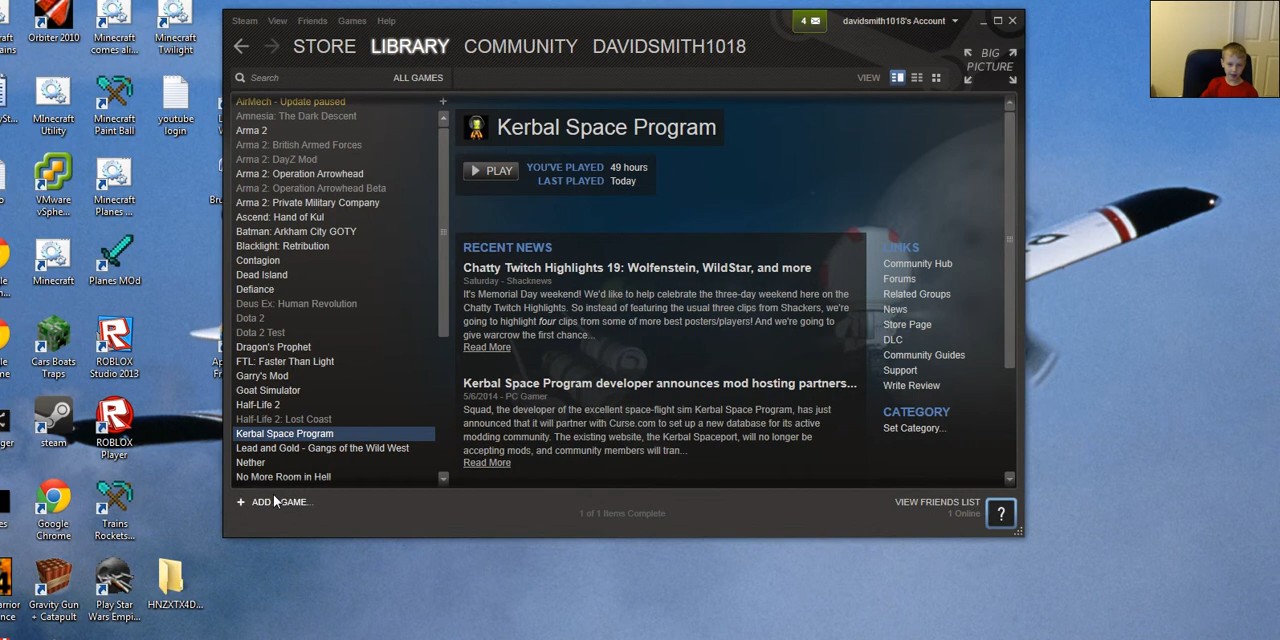 Orbiter 2010
Minecraft comes ali...
Minecraft Twilight
MInecraft Utility
Minecraft Paint Ball
youtube login
VMware vSphe...
Minecraft Planes ...
Minecraft
Planes MOd
Cars Boats Traps
ROBLOX Studio 2013
steam
ROBLOX Player
Google Chrome
Trains Rockets...
Gravity Gun + Catapult
Play Star Wars Empi...
HNZXTX4D...
Steam View Friends Games Help
4
davidsmith1018's Account
STORE LIBRARY COMMUNITY DAVIDSMITH1018
BIG PICTURE
Search
ALL GAMES
VIEW
AirMech - Update paused
Amnesia: The Dark Descent
Arma 2
Arma 2: British Armed Forces
Arma 2: DayZ Mod
Arma 2: Operation Arrowhead
Arma 2: Operation Arrowhead Beta
Arma 2: Private Military Company
Ascend: Hand of Kul
Batman: Arkham City GOTY
Blacklight: Retribution
Contagion
Dead Island
Defiance
Deus Ex: Human Revolution
Dota 2
Dota 2 Test
Dragon's Prophet
FTL: Faster Than Light
Garry's Mod
Goat Simulator
Half-Life 2
Half-Life 2: Lost Coast
Kerbal Space Program
Lead and Gold - Gangs of the Wild West
Nether
No More Room in Hell
+ ADD A GAME...
Kerbal Space Program
PLAY
YOU'VE PLAYED 49 hours
LAST PLAYED Today
RECENT NEWS
Chatty Twitch Highlights 19: Wolfenstein, WildStar, and more
Saturday - Shacknews
It's Memorial Day weekend! We'd like to help celebrate the three-day weekend here on the
Chatty Twitch Highlights. So instead of featuring the usual three clips from Shackers, we're
going to highlight four clips from some of more best posters/players! And we're going to
give warcrow the first chance...
Read More
Kerbal Space Program developer announces mod hosting partners...
5/6/2014 - PC Gamer
Squad, the developer of the excellent space-flight sim Kerbal Space Program, has just
announced that it will partner with Curse.com to set up a new database for its active
modding community. The existing website, the Kerbal Spaceport, will no longer be
accepting mods, and community members will tran...
Read More
LINKS
Community Hub
Forums
Related Groups
News
Store Page
DLC
Community Guides
Support
Write Review
CATEGORY
Set Category...
1 of 1 Items Complete
VIEW FRIENDS LIST
1 Online
?